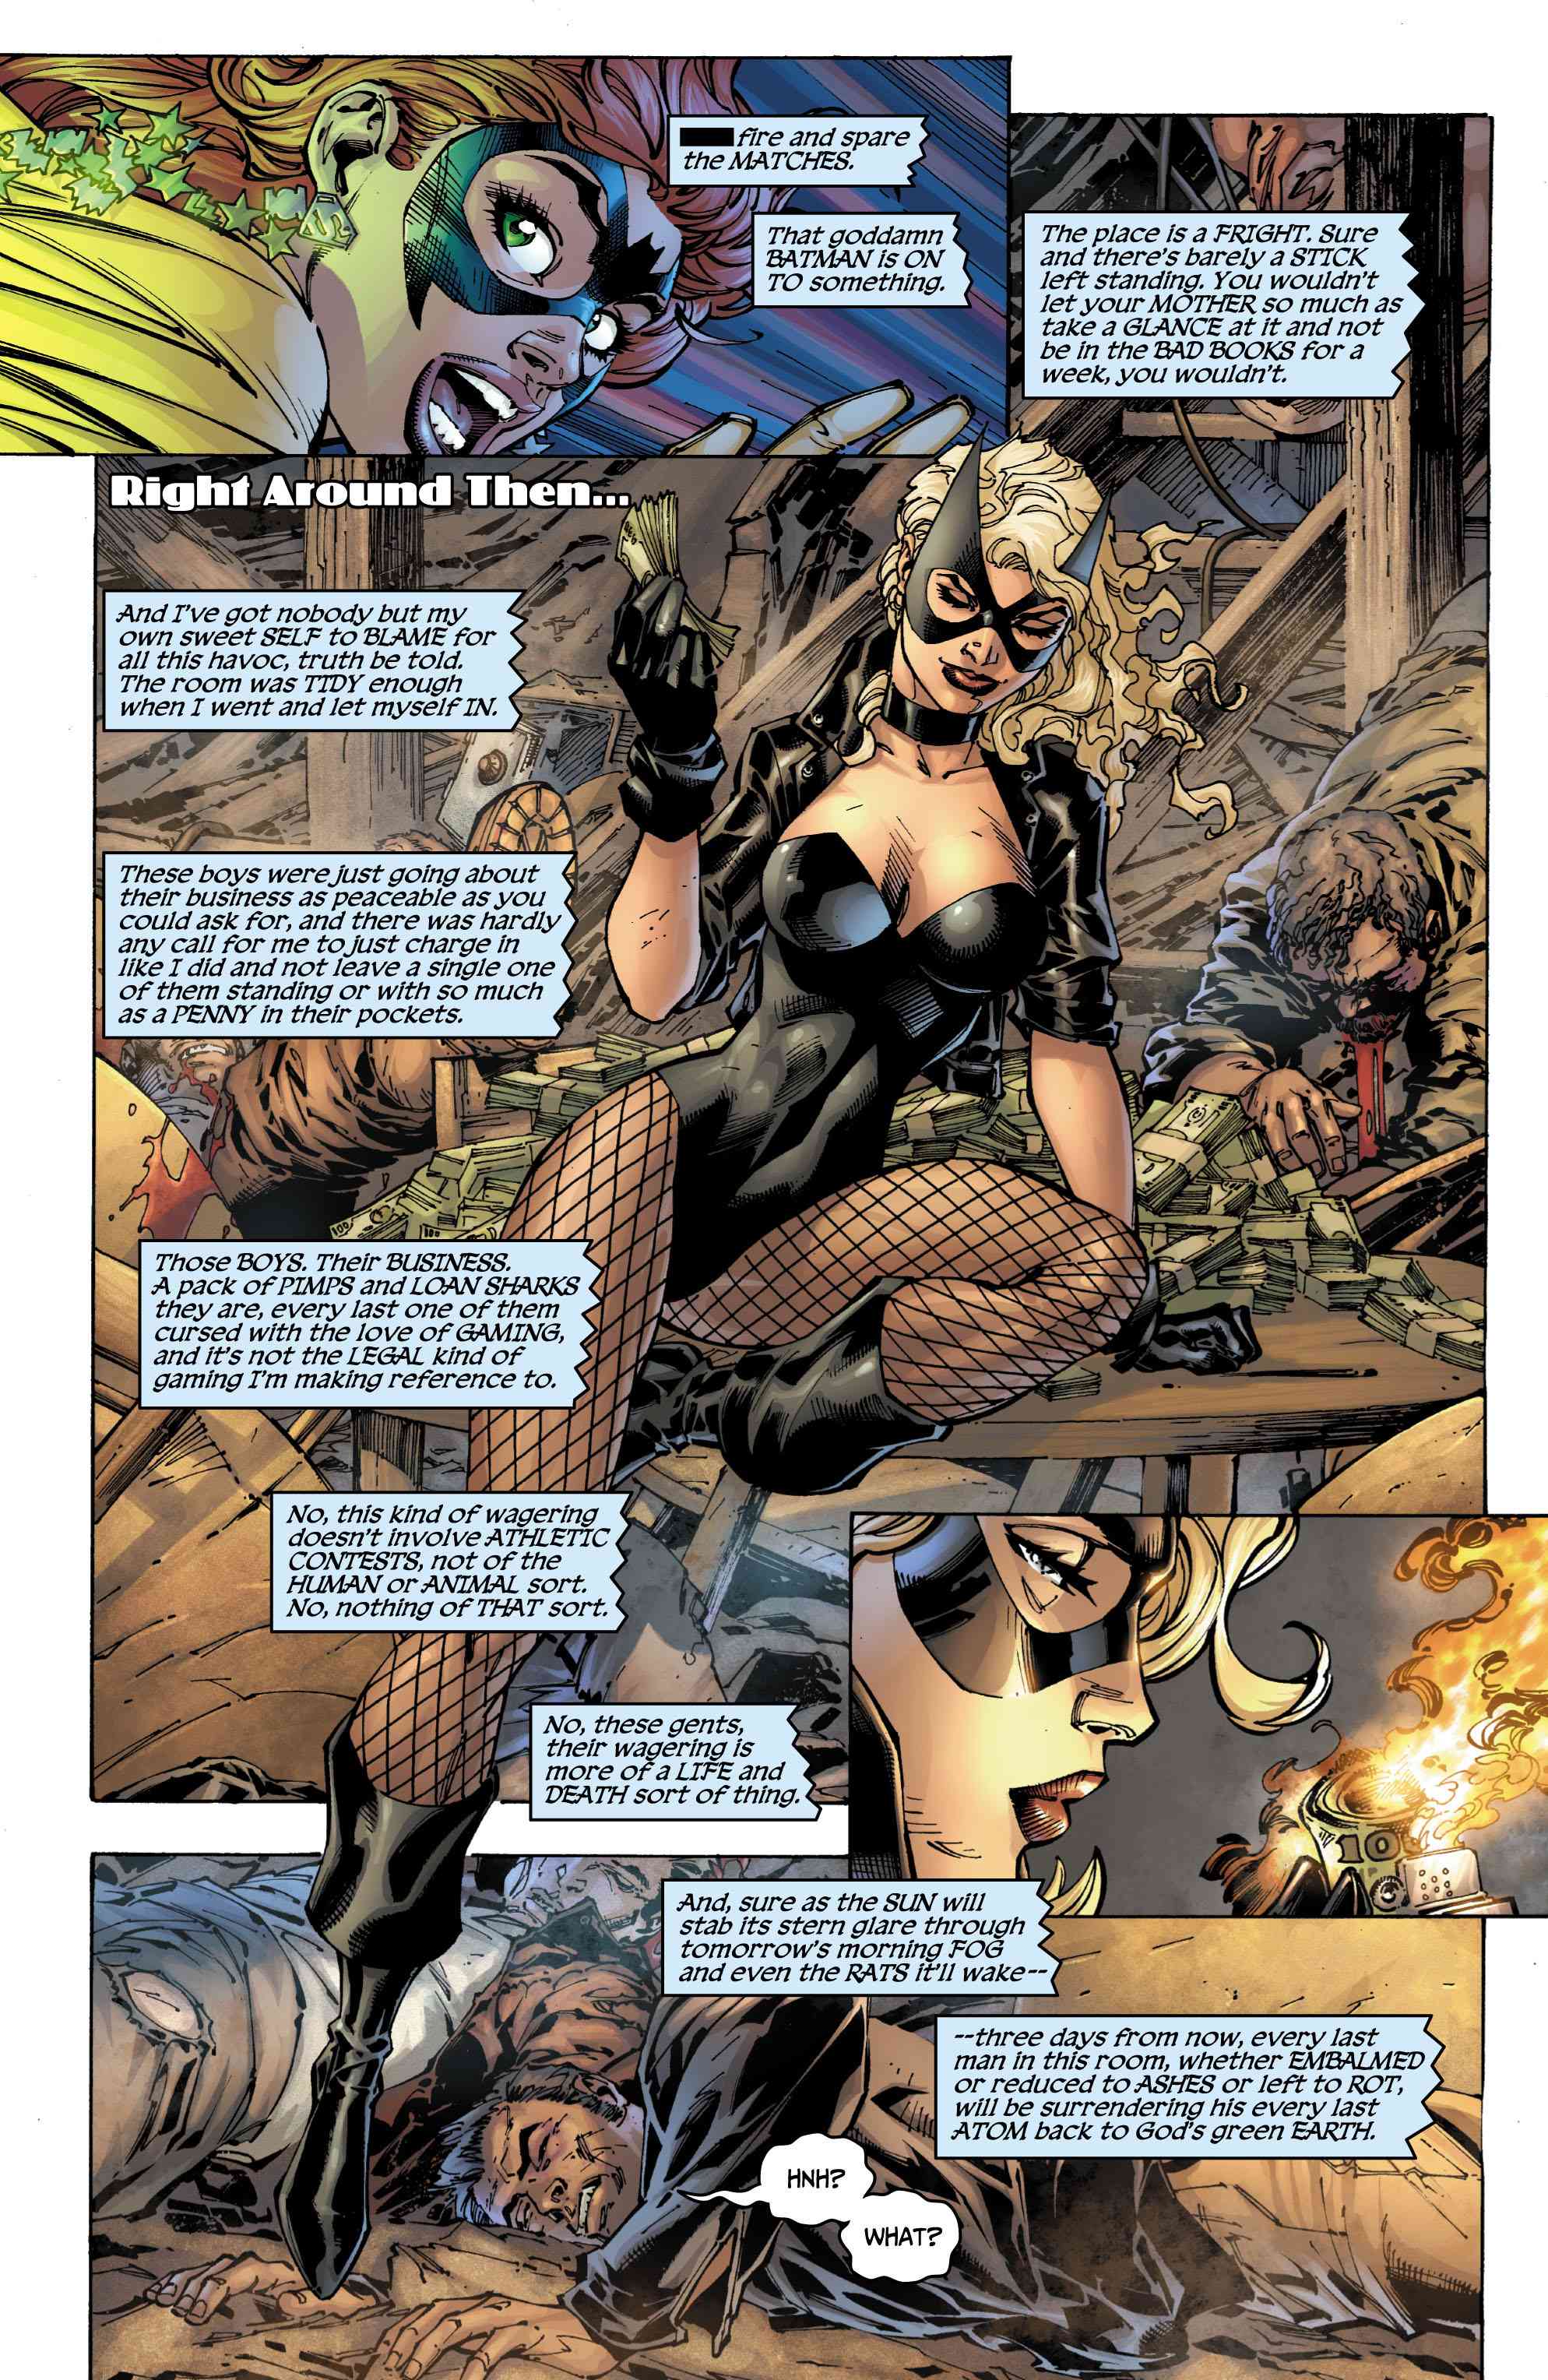 fire and spare
the MATCHES.
That goddamn
BATMAN is ON
TO something.
The place is a FRIGHT. Sure
and there's barely a STICK
left standing. You wouldn't
let your MOTHER so much as
take a GLANCE at it and not
be in the BAD BOOKS for a
week, you wouldn't.
Right Around Then...
And I've got nobody but my
own sweet SELF to BLAME for
all this havoc, truth be told.
The room was TIDY enough
when I went and let myself IN.
These boys were just going about
their business as peaceable as you
could ask for, and there was hardly
any call for me to just charge in
like I did and not leave a single one
of them standing or with so much
as a PENNY in their pockets.
100
100
Those BOYS. Their BUSINESS.
A pack of PIMPS and LOAN SHARKS
they are, every last one of them
cursed with the love of GAMING,
and it's not the LEGAL kind of
gaming I'm making reference to.
No, this kind of wagering
doesn't involve ATHLETIC
CONTESTS, not of the
HUMAN or ANIMAL sort.
No, nothing of THAT sort.
No, these gents,
their wagering is
more of a LIFE and
DEATH sort of thing.
100
And, sure as the SUN will
stab its stern glare through
tomorrow's morning FOG
and even the RATS it'll wake--
--three days from now, every last
man in this room, whether EMBALMED
or reduced to ASHES or left to ROT,
will be surrendering his every last
ATOM back to God's green EARTH.
HNH?
WHAT?